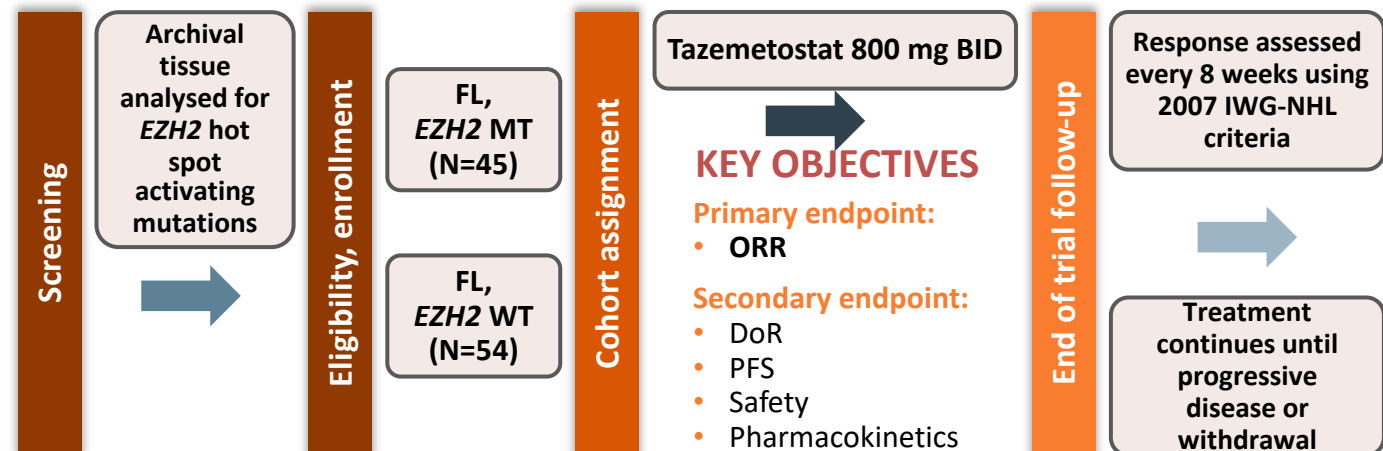 Screening
Archival
tissue
analysed for
EZH2 hot
spot
activating
mutations
Eligibility, enrollment
FL,
EZH2 MT
(N=45)
FL,
EZH2 WT
(N=54)
Cohort assignment
Tazemetostat 800 mg BID
KEY OBJECTIVES
Primary endpoint:
• ORR
Secondary endpoint:
• DoR
• PFS
• Safety
• Pharmacokinetics
End of trial follow-up
Response assessed
every 8 weeks using
2007 IWG-NHL
criteria
Treatment
continues until
progressive
disease or
withdrawal